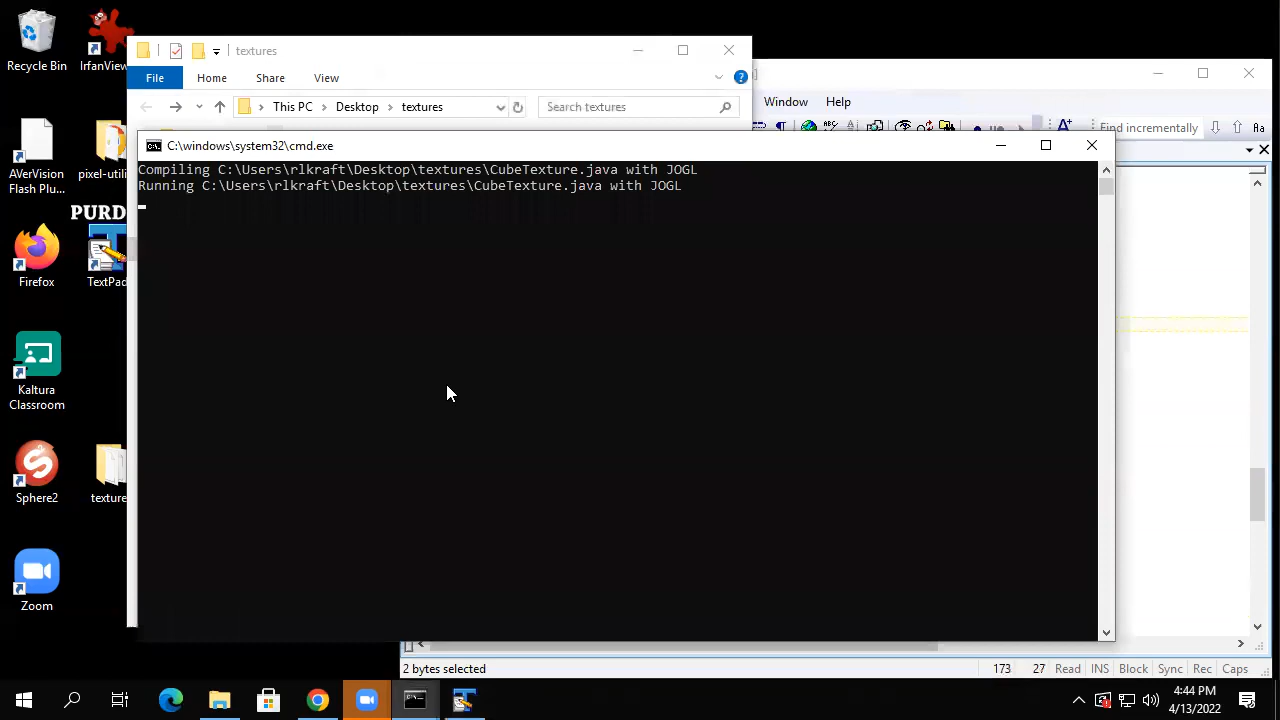 Recycle Bin
IrfanView
AVerVision
Flash Plu...
pixel-utili
PURD
Firefox
TextPad
Kaltura
Classroom
Sphere2
texture
Zoom
textures
File
Home
Share
View
This PC
Desktop
textures
Search textures
Window
Help
ABC
Find incrementally
Aa
C:\windows\system32\cmd.exe
Compiling C:\Users\rlkraft\Desktop\textures\CubeTexture.java with JOGL
Running C:\Users\rlkraft\Desktop\textures\CubeTexture.java with JOGL
2 bytes selected
173
27
Read
INS
Block
Sync
Rec
Caps
4:44 PM
4/13/2022